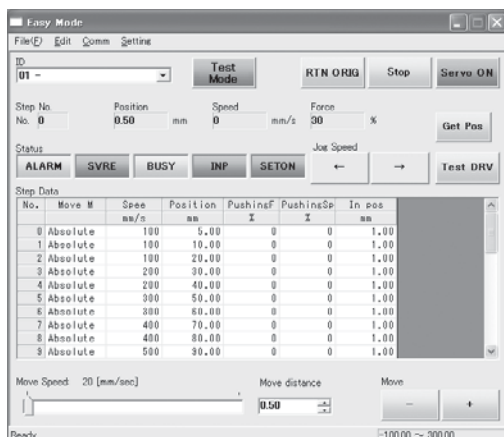 Easy Mode
File(F) Edit Comm Setting
ID
01 -
Test Mode
RTN ORIG
Stop
Servo ON
Step No. Position Speed Force
No. 0 0.50 mm 0 mm/s 30 %
Get Pos
Status Jog Speed
ALARM SVRE BUSY INP SETON ← → Test DRV
Step Data
No. Move M Spee Position PushingF PushingSp In pos
mm/s mm % % mm
0 Absolute 100 5.00 0 0 1.00
1 Absolute 100 10.00 0 0 1.00
2 Absolute 100 20.00 0 0 1.00
3 Absolute 200 30.00 0 0 1.00
4 Absolute 200 40.00 0 0 1.00
5 Absolute 300 50.00 0 0 1.00
6 Absolute 300 60.00 0 0 1.00
7 Absolute 400 70.00 0 0 1.00
8 Absolute 400 80.00 0 0 1.00
9 Absolute 500 90.00 0 0 1.00
Move Speed: 20 [mm/sec] Move distance Move
0.50 - +
Ready -100.00 ~ 300.00